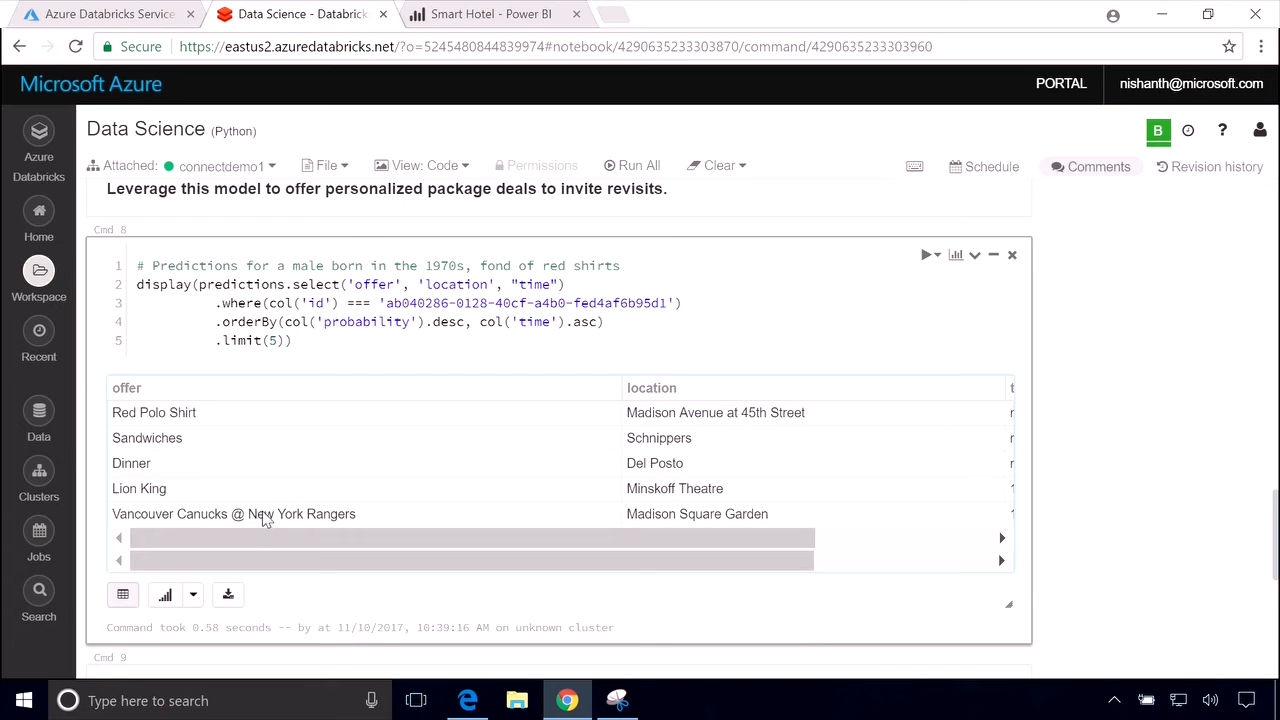 Azure Databricks Service
Data Science - Databrick
Smart Hotel - Power BI
Secure
https://eastus2.azuredatabricks.net/?o=5245480844839974#notebook/4290635233303870/command/4290635233303960
Microsoft Azure
PORTAL
nishanth@microsoft.com
Azure
Databricks
Home
Workspace
Recent
Data
Clusters
Jobs
Search
Data Science (Python)
B
?
Attached: connectdemo1
File
View: Code
Permissions
Run All
Clear
Schedule
Comments
Revision history
Leverage this model to offer personalized package deals to invite revisits.
Cmd 8
1 # Predictions for a male born in the 1970s, fond of red shirts
2 display(predictions.select('offer', 'location', "time")
3 .where(col('id') === 'ab040286-0128-40cf-a4b0-fed4af6b95d1')
4 .orderBy(col('probability').desc, col('time').asc)
5 .limit(5))
offer location t
Red Polo Shirt Madison Avenue at 45th Street
Sandwiches Schnippers
Dinner Del Posto
Lion King Minskoff Theatre
Vancouver Canucks @ New York Rangers Madison Square Garden
Command took 0.58 seconds -- by at 11/10/2017, 10:39:16 AM on unknown cluster
Cmd 9
Type here to search